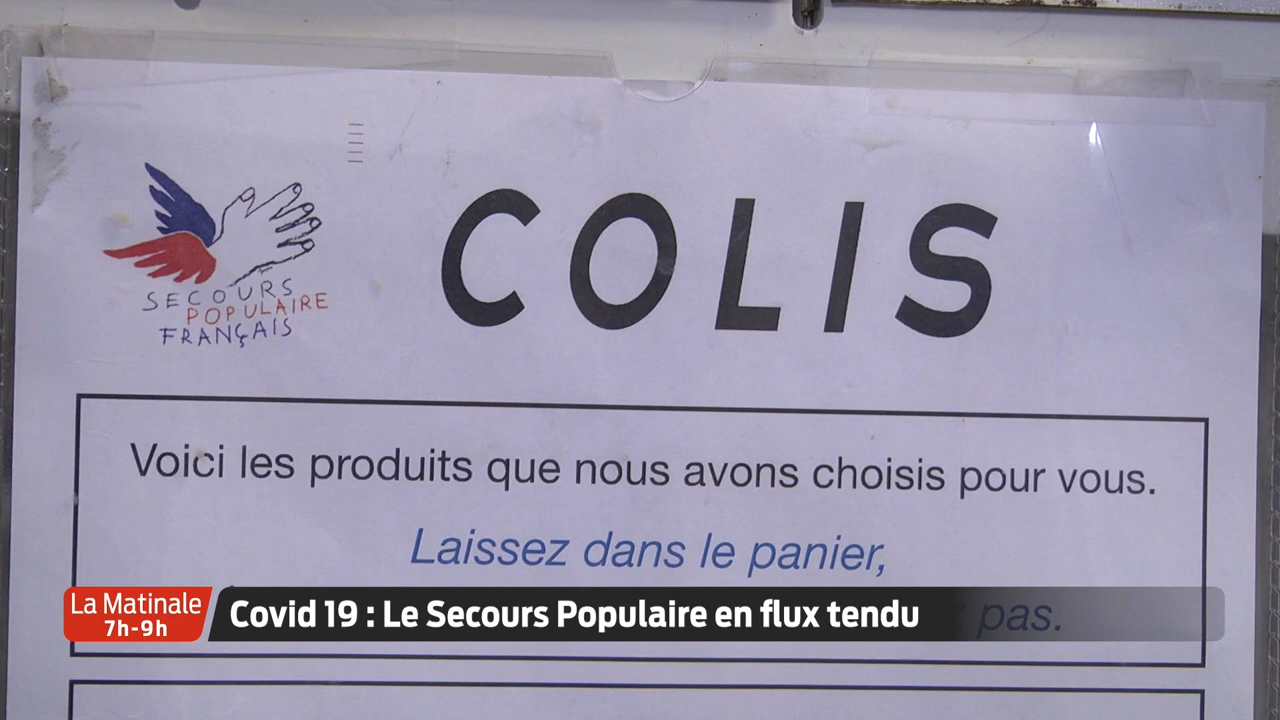 SECOURS
POPULAIRE
FRANÇAIS
COLIS
Voici les produits que nous avons choisis pour vous.
Laissez dans le panier,
pas.
La Matinale
7h-9h
Covid 19 : Le Secours Populaire en flux tendu